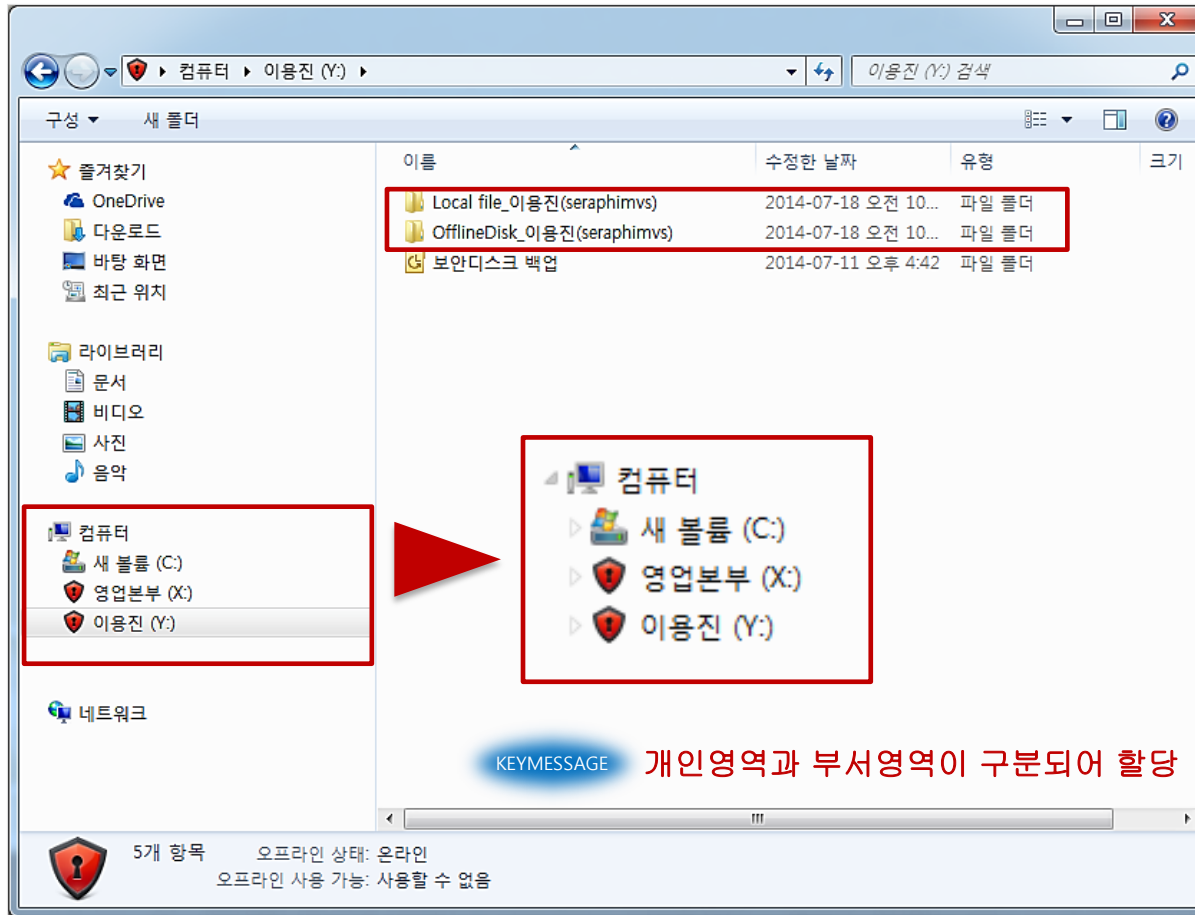 컴퓨터 이용진 (Y:)
이용진 (Y:) 검색
구성 새 폴더
이름 수정한 날짜 유형 크기
Local file_이용진(seraphimvs) 2014-07-18 오전 10... 파일 폴더
OfflineDisk_이용진(seraphimvs) 2014-07-18 오전 10... 파일 폴더
보안디스크 백업 2014-07-11 오후 4:42 파일 폴더
즐겨찾기
OneDrive
다운로드
바탕 화면
최근 위치
라이브러리
문서
비디오
사진
음악
컴퓨터
새 볼륨 (C:)
영업본부 (X:)
이용진 (Y:)
네트워크
컴퓨터
새 볼륨 (C:)
영업본부 (X:)
이용진 (Y:)
KEYMESSAGE 개인영역과 부서영역이 구분되어 할당
5개 항목 오프라인 상태: 온라인
오프라인 사용 가능: 사용할 수 없음